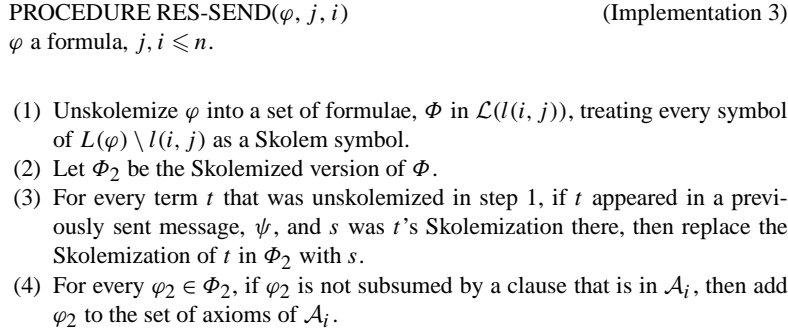 PROCEDURE RES-SEND(φ, j, i) (Implementation 3)
φ a formula, j, i ⩽ n.
(1) Unskolemize φ into a set of formulae, Φ in ℒ(l(i, j)), treating every symbol
of L(φ) \ l(i, j) as a Skolem symbol.
(2) Let Φ₂ be the Skolemized version of Φ.
(3) For every term t that was unskolemized in step 1, if t appeared in a previ-
ously sent message, ψ, and s was t's Skolemization there, then replace the
Skolemization of t in Φ₂ with s.
(4) For every φ₂ ∈ Φ₂, if φ₂ is not subsumed by a clause that is in 𝒜ᵢ, then add
φ₂ to the set of axioms of 𝒜ᵢ.